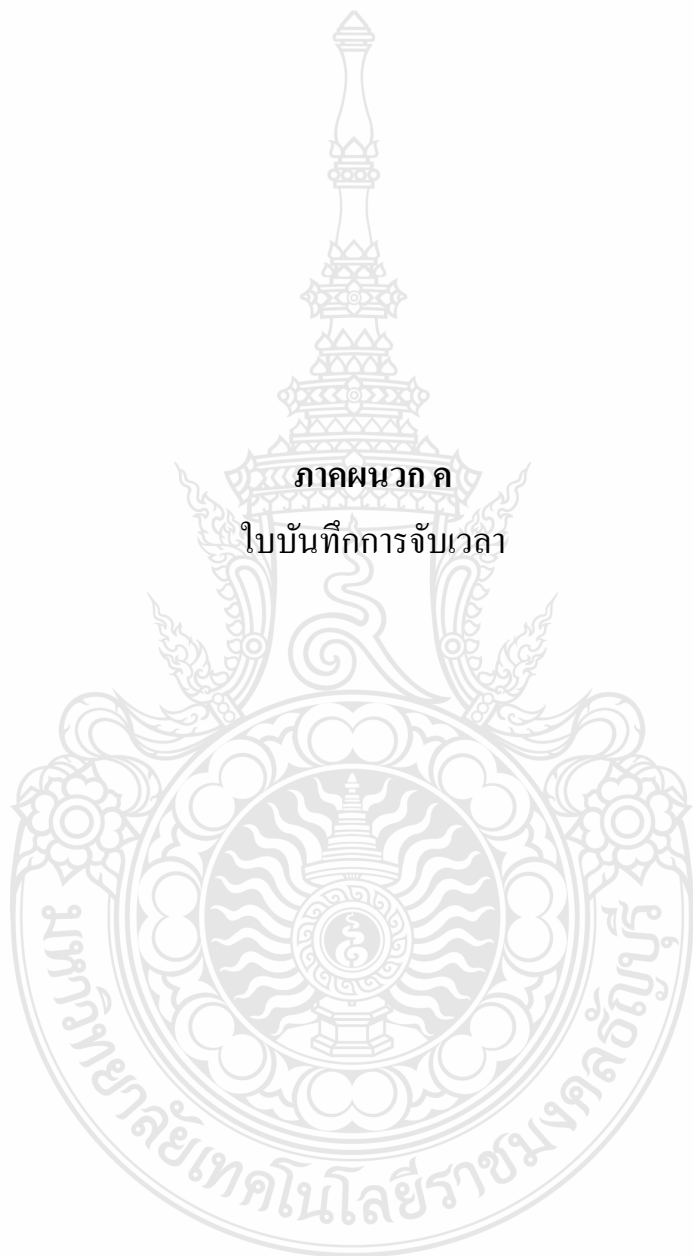 ภาคผนวก ค
ใบบันทึกการจับเวลา
มหาวิทยาลัยเทคโนโลยีราชมงคลธัญบุรี